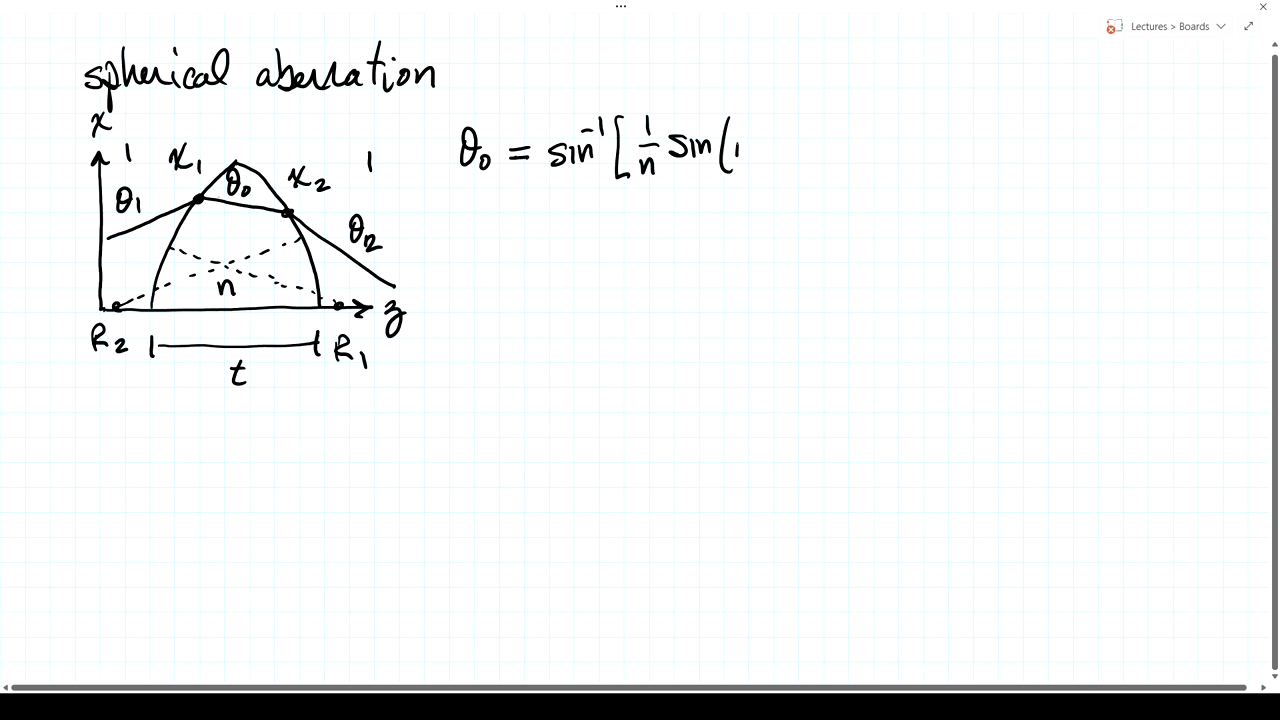 Lectures > Boards
spherical aberration
x
1 x₁ θ₀ x₂ 1
θ₁ θ₂
n
z
R₂ R₁
t
θ₀ = sin⁻¹[1/n sin(